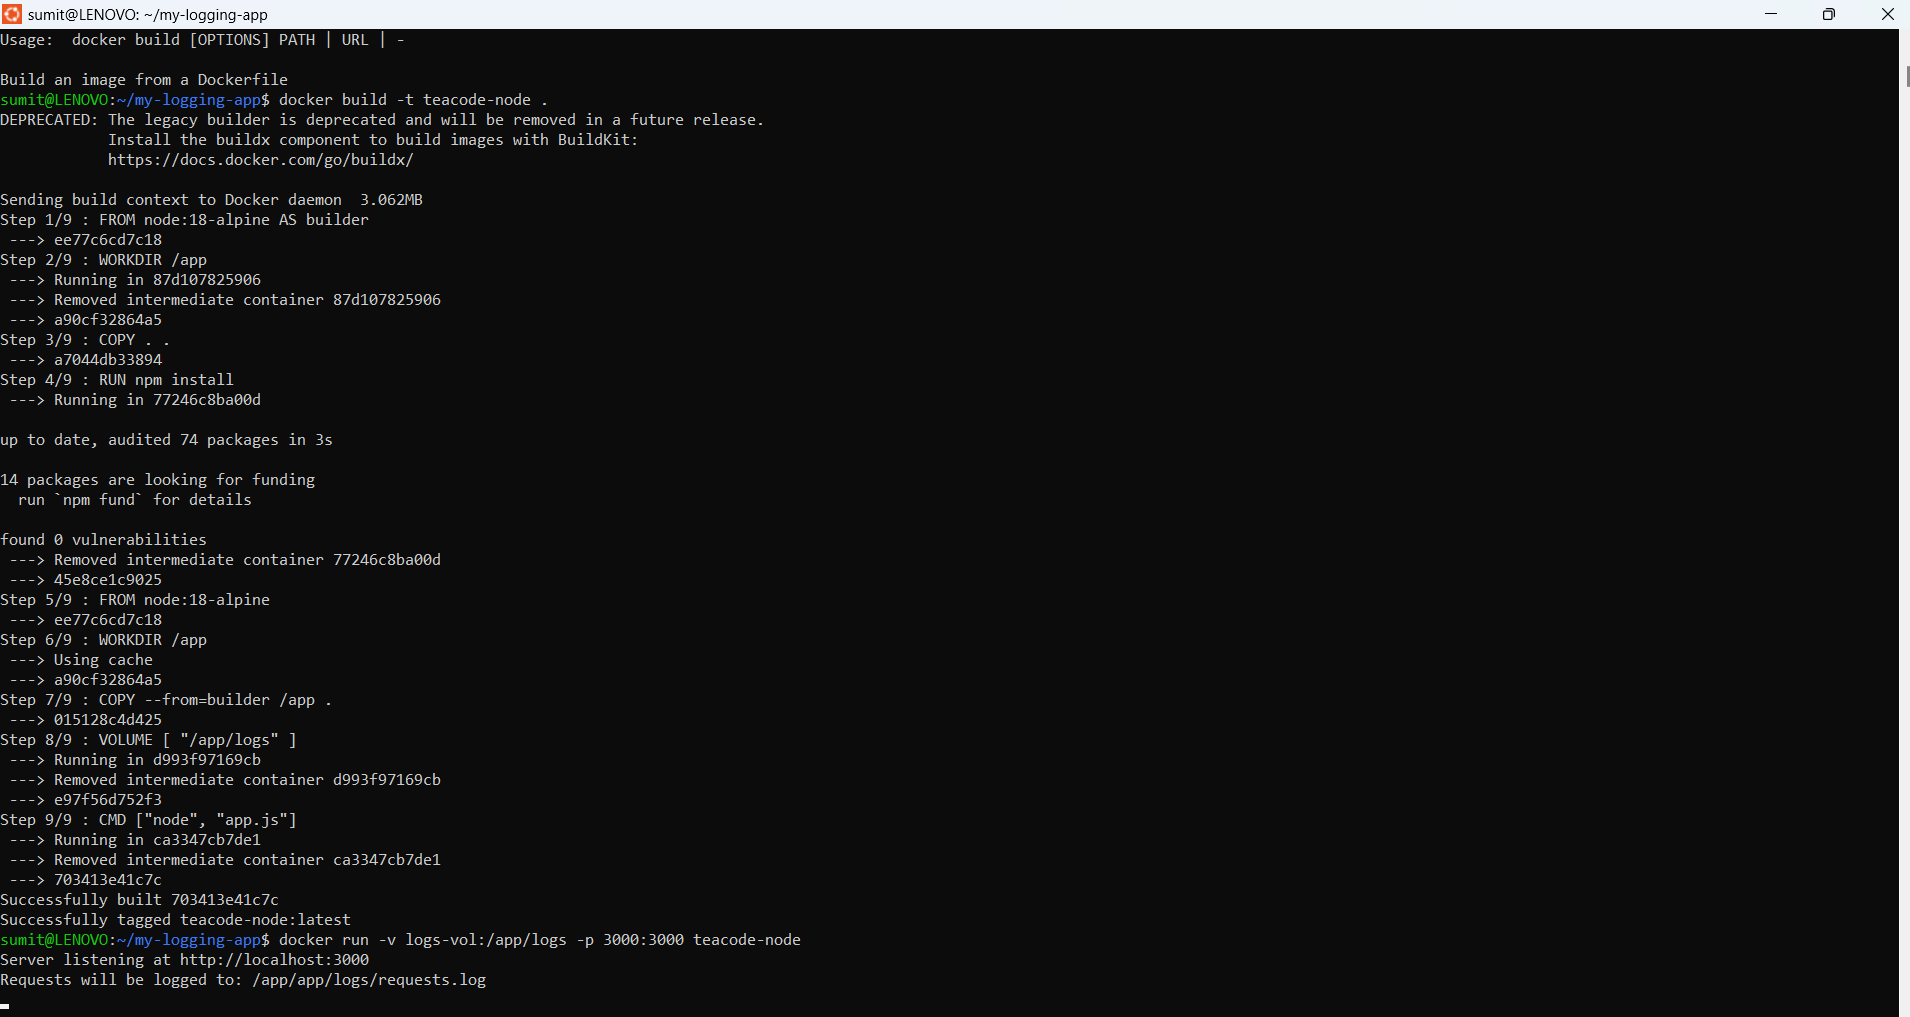 sumit@LENOVO: ~/my-logging-app
Usage:  docker build [OPTIONS] PATH | URL | -
Build an image from a Dockerfile
sumit@LENOVO:~/my-logging-app$ docker build -t teacode-node .
DEPRECATED: The legacy builder is deprecated and will be removed in a future release.
            Install the buildx component to build images with BuildKit:
            https://docs.docker.com/go/buildx/
Sending build context to Docker daemon  3.062MB
Step 1/9 : FROM node:18-alpine AS builder
 ---> ee77c6cd7c18
Step 2/9 : WORKDIR /app
 ---> Running in 87d107825906
 ---> Removed intermediate container 87d107825906
 ---> a90cf32864a5
Step 3/9 : COPY . .
 ---> a7044db33894
Step 4/9 : RUN npm install
 ---> Running in 77246c8ba00d
up to date, audited 74 packages in 3s
14 packages are looking for funding
  run `npm fund` for details
found 0 vulnerabilities
 ---> Removed intermediate container 77246c8ba00d
 ---> 45e8ce1c9025
Step 5/9 : FROM node:18-alpine
 ---> ee77c6cd7c18
Step 6/9 : WORKDIR /app
 ---> Using cache
 ---> a90cf32864a5
Step 7/9 : COPY --from=builder /app .
 ---> 015128c4d425
Step 8/9 : VOLUME [ "/app/logs" ]
 ---> Running in d993f97169cb
 ---> Removed intermediate container d993f97169cb
 ---> e97f56d752f3
Step 9/9 : CMD ["node", "app.js"]
 ---> Running in ca3347cb7de1
 ---> Removed intermediate container ca3347cb7de1
 ---> 703413e41c7c
Successfully built 703413e41c7c
Successfully tagged teacode-node:latest
sumit@LENOVO:~/my-logging-app$ docker run -v logs-vol:/app/logs -p 3000:3000 teacode-node
Server listening at http://localhost:3000
Requests will be logged to: /app/app/logs/requests.log